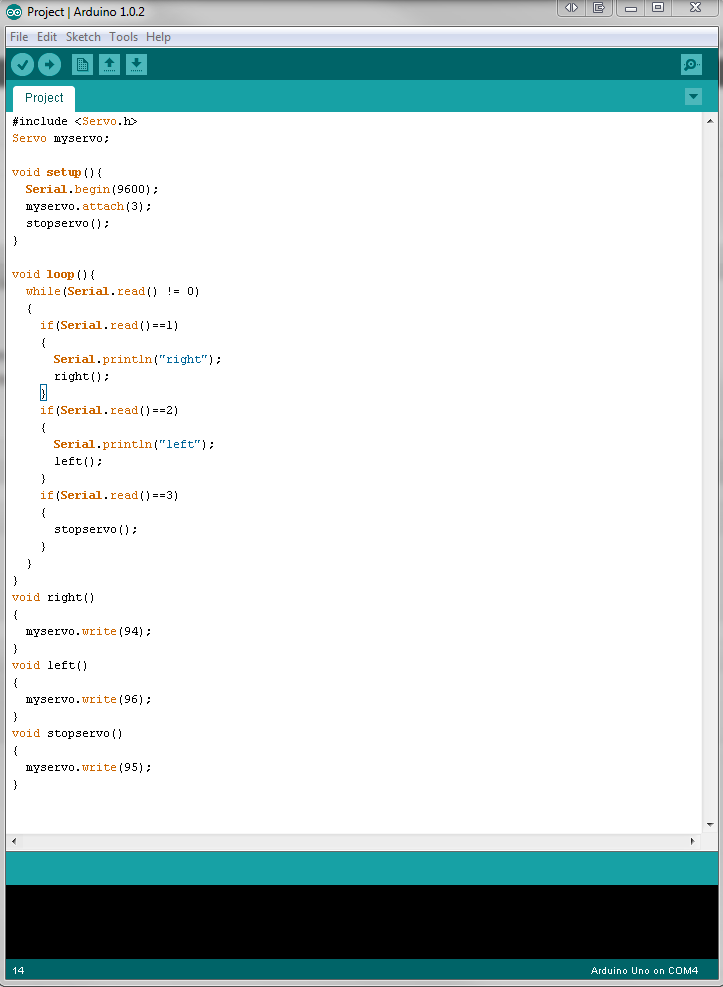 Project | Arduino 1.0.2
File Edit Sketch Tools Help
Project
#include <Servo.h>
Servo myservo;
void setup(){
  Serial.begin(9600);
  myservo.attach(3);
  stopservo();
}
void loop(){
  while(Serial.read() != 0)
  {
    if(Serial.read()==1)
    {
      Serial.println("right");
      right();
    }
    if(Serial.read()==2)
    {
      Serial.println("left");
      left();
    }
    if(Serial.read()==3)
    {
      stopservo();
    }
  }
}
void right()
{
  myservo.write(94);
}
void left()
{
  myservo.write(96);
}
void stopservo()
{
  myservo.write(95);
}
14
Arduino Uno on COM4